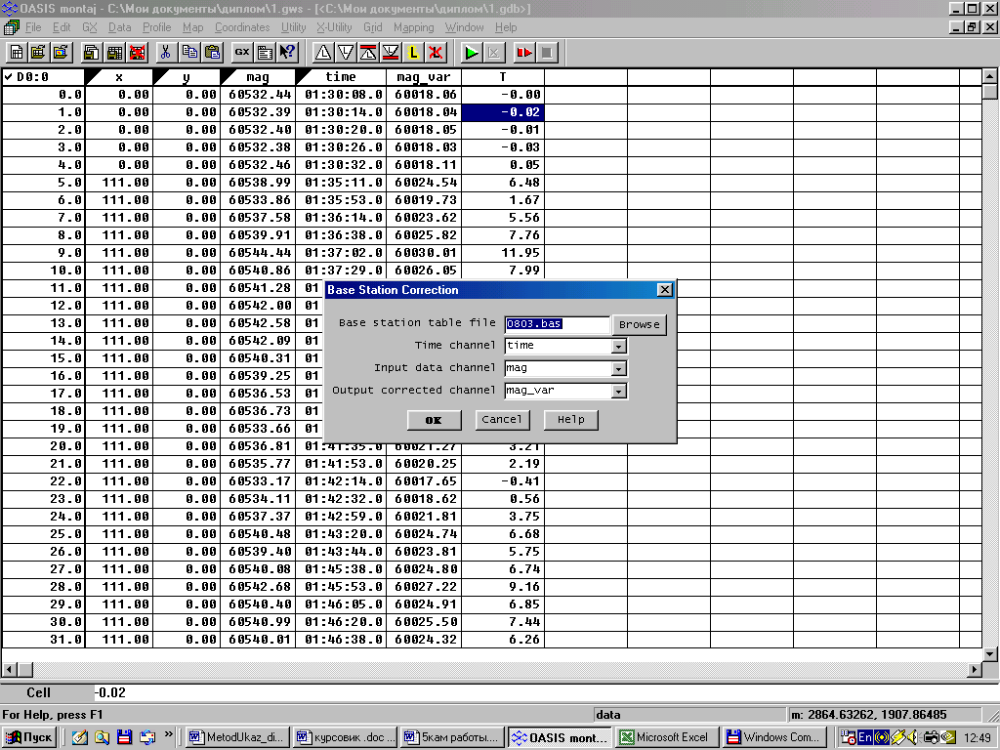 OASIS montaj - C:\Мои документы\диплом\1.gws - [<C:\Мои документы\диплом\1.gdb>]
File Edit GX Data Profile Map Coordinates Utility X-Utility Grid Mapping Window Help
GX L
D0:0 x y mag time mag_var T
0.0 0.00 0.00 60532.44 01:30:08.0 60018.06 -0.00
1.0 0.00 0.00 60532.39 01:30:14.0 60018.04 -0.02
2.0 0.00 0.00 60532.40 01:30:20.0 60018.05 -0.01
3.0 0.00 0.00 60532.38 01:30:26.0 60018.03 -0.03
4.0 0.00 0.00 60532.46 01:30:32.0 60018.11 0.05
5.0 111.00 0.00 60538.99 01:35:11.0 60024.54 6.48
6.0 111.00 0.00 60533.86 01:35:53.0 60019.73 1.67
7.0 111.00 0.00 60537.58 01:36:14.0 60023.62 5.56
8.0 111.00 0.00 60539.91 01:36:38.0 60025.82 7.76
9.0 111.00 0.00 60544.44 01:37:02.0 60030.01 11.95
10.0 111.00 0.00 60540.86 01:37:29.0 60026.05 7.99
11.0 111.00 0.00 60541.28 01
12.0 111.00 0.00 60542.00 01
13.0 111.00 0.00 60542.58 01
14.0 111.00 0.00 60542.09 01
15.0 111.00 0.00 60540.31 01
16.0 111.00 0.00 60539.25 01
17.0 111.00 0.00 60536.53 01
18.0 111.00 0.00 60536.73 01
19.0 111.00 0.00 60533.66 01
20.0 111.00 0.00 60536.81 01:41:35.0 60021.27 3.21
21.0 111.00 0.00 60535.77 01:41:53.0 60020.25 2.19
22.0 111.00 0.00 60533.17 01:42:14.0 60017.65 -0.41
23.0 111.00 0.00 60534.11 01:42:32.0 60018.62 0.56
24.0 111.00 0.00 60537.37 01:42:59.0 60021.81 3.75
25.0 111.00 0.00 60540.48 01:43:20.0 60024.74 6.68
26.0 111.00 0.00 60539.40 01:43:44.0 60023.81 5.75
27.0 111.00 0.00 60540.08 01:45:38.0 60024.80 6.74
28.0 111.00 0.00 60542.68 01:45:53.0 60027.22 9.16
29.0 111.00 0.00 60540.40 01:46:05.0 60024.91 6.85
30.0 111.00 0.00 60540.99 01:46:20.0 60025.50 7.44
31.0 111.00 0.00 60540.01 01:46:38.0 60024.32 6.26
Base Station Correction
Base station table file 0803.bas Browse
Time channel time
Input data channel mag
Output corrected channel mag_var
OK Cancel Help
Cell -0.02
For Help, press F1 data m: 2864.63262, 1907.86485
Пуск » MetodUkaz_di... курсовик .doc ... 5кам работы.... OASIS mont... Microsoft Excel Windows Com... En 12:49